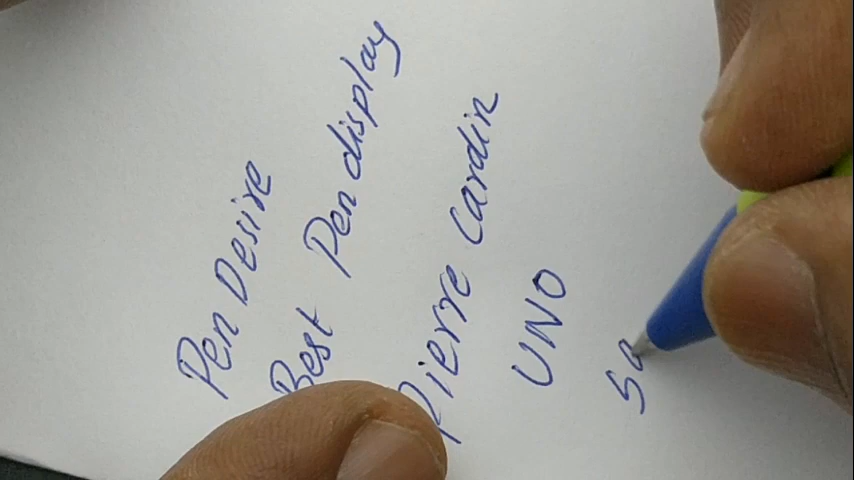 Pen Desire
Best Pen display
Pierre Cardin
UNO